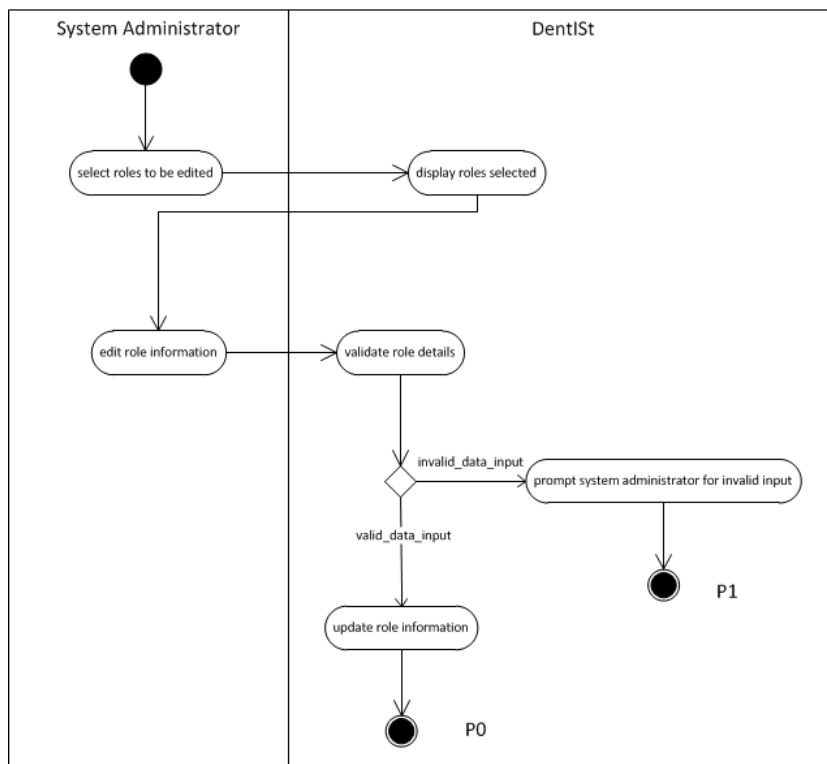 System Administrator
DentISt
select roles to be edited
display roles selected
edit role information
validate role details
invalid_data_input
prompt system administrator for invalid input
valid_data_input
P1
update role information
P0